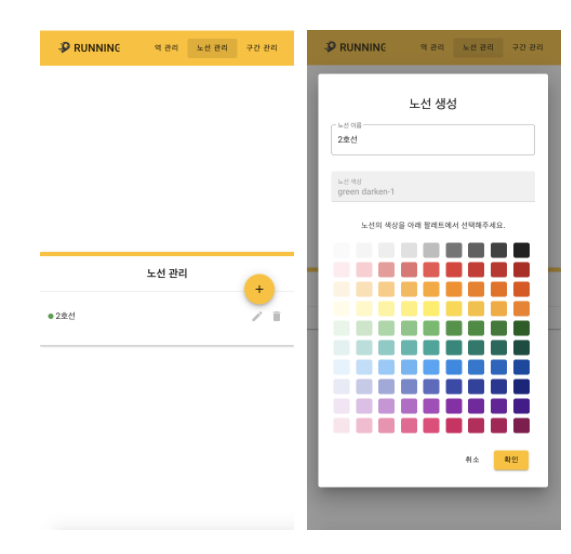 RUNNING 역 관리 노선 관리 구간 관리
노선 관리
+
2호선
RUNNING 역 관리 노선 관리 구간 관리
노선 생성
노선 이름
2호선
노선 색상
green darken-1
노선의 색상을 아래 팔레트에서 선택해주세요.
취소 확인